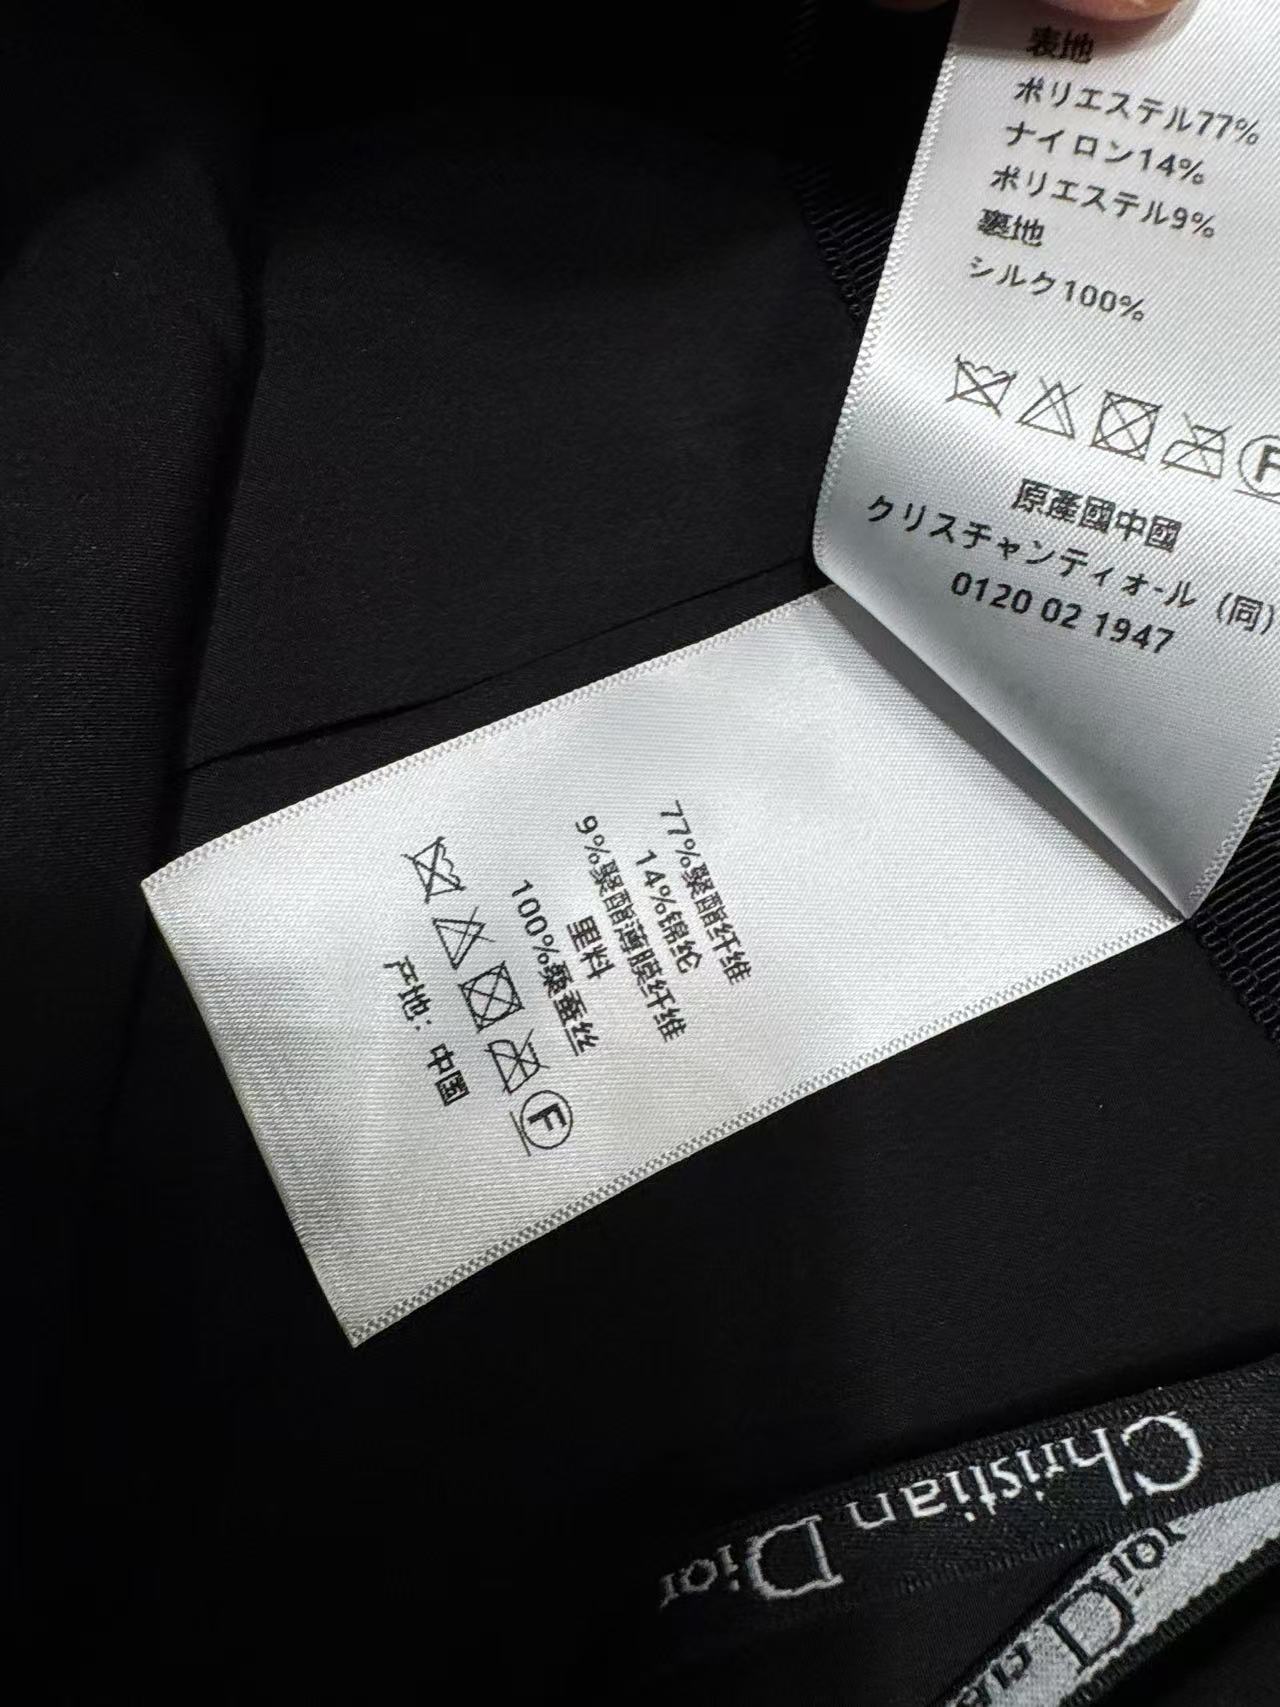 表地
ポリエステル77%
ナイロン14%
ポリエステル9%
裏地
シルク100%
F
原產國中國
クリスチャンディオール (同)
0120 02 1947
77%聚酯纤维
14%锦纶
9%聚酯薄膜纤维
里料
100%桑蚕丝
F
产地：中国
Christian Dior
Dior